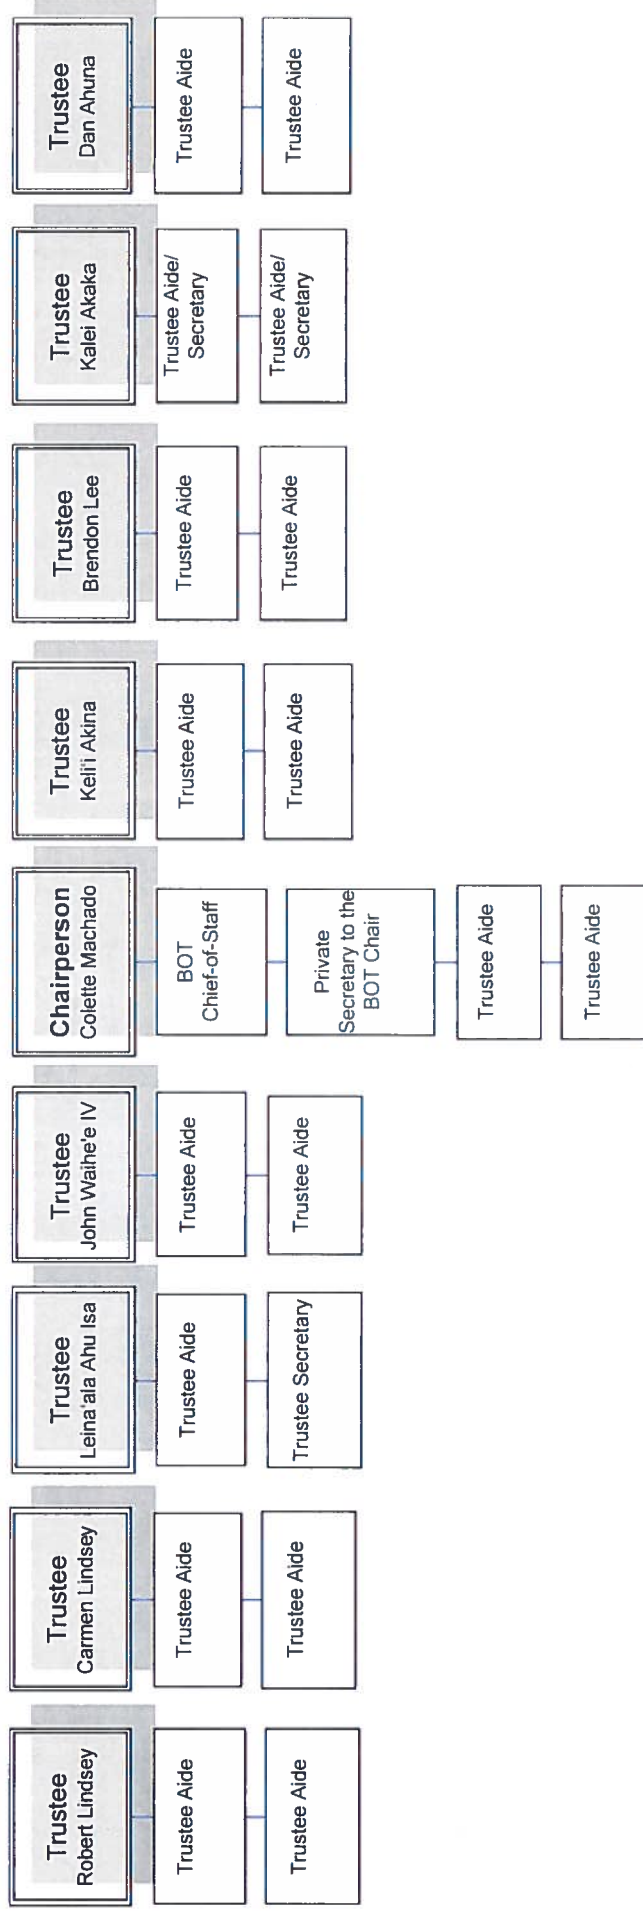 Trustee
Robert Lindsey
Trustee Aide
Trustee Aide
Trustee
Carmen Lindsey
Trustee Aide
Trustee Aide
Trustee
Leina'ala Ahu Isa
Trustee Aide
Trustee Secretary
Trustee
John Waihe'e IV
Trustee Aide
Trustee Aide
Chairperson
Colette Machado
BOT
Chief-of-Staff
Private
Secretary to the
BOT Chair
Trustee Aide
Trustee Aide
Trustee
Keli'i Akina
Trustee Aide
Trustee Aide
Trustee
Brendon Lee
Trustee Aide
Trustee Aide
Trustee
Kalei Akaka
Trustee Aide/
Secretary
Trustee Aide/
Secretary
Trustee
Dan Ahuna
Trustee Aide
Trustee Aide